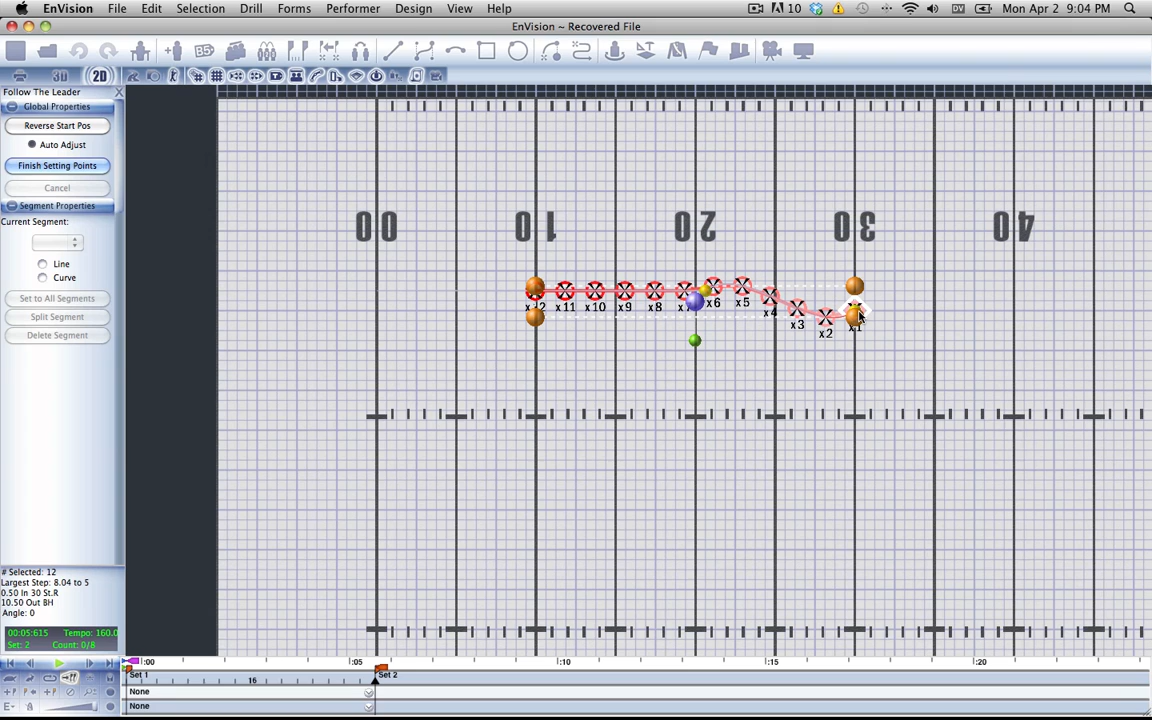 EnVision File Edit Selection Drill Forms Performer Design View Help 10 Mon Apr 2 9:04 PM
EnVision ~ Recovered File
3D 2D
Follow The Leader
Global Properties
Reverse Start Pos
Auto Adjust
Finish Setting Points
Cancel
Segment Properties
Current Segment:
Line
Curve
Set to All Segments
Split Segment
Delete Segment
00 10 20 30 40
x11 x10 x9 x8 x6 x5 x4 x3 x2 x1
# Selected: 12
Largest Step: 8.04 to 5
0.50 In 30 St.R
10.50 Out BH
Angle: 0
00:05:615 Tempo: 160.0
Set: 2 Count: 0/8
:00 :05 :10 :15 :20
Set 1 16 Set 2
None
None